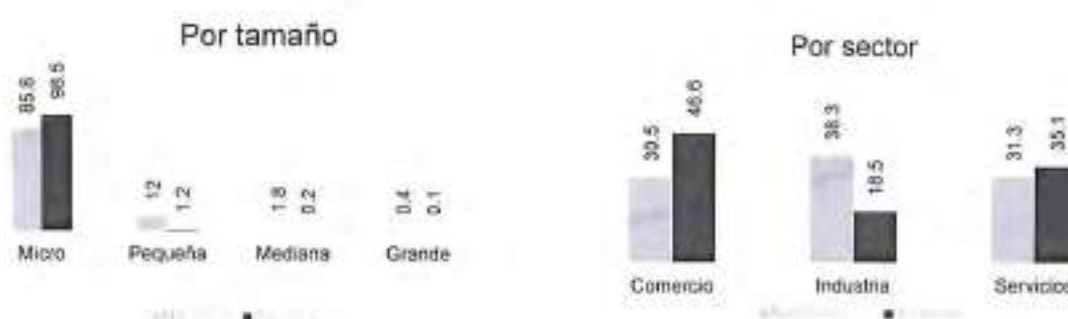 Por tamaño
85.6
98.5
12
1.2
1.8
0.2
0.4
0.1
Micro
Pequeña
Mediana
Grande
Por sector
30.5
46.6
38.3
18.5
31.3
35.1
Comercio
Industria
Servicios